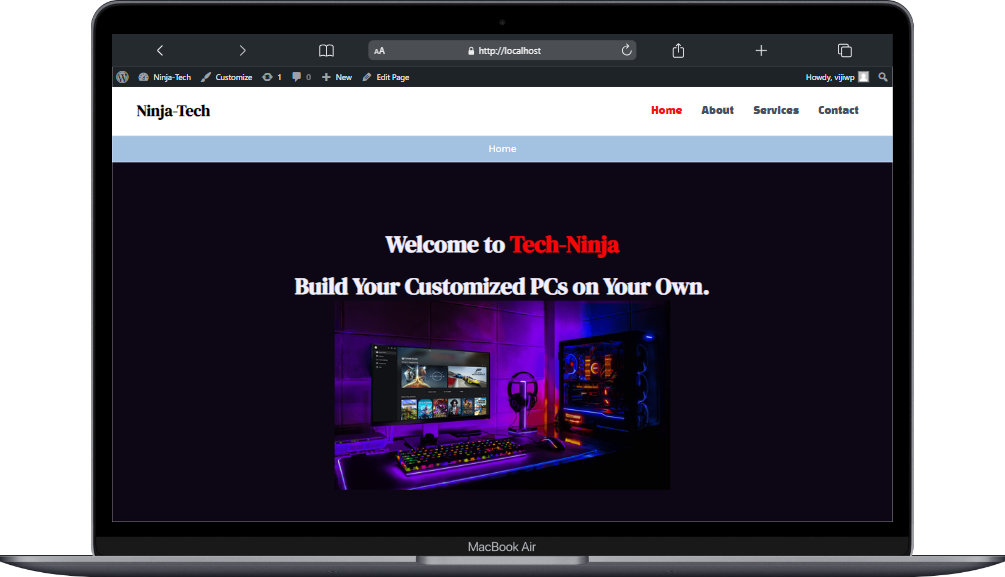 AA http://localhost
Ninja-Tech Customize 1 0 New Edit Page Howdy, vijiwp
Ninja-Tech Home About Services Contact
Home
Welcome to Tech-Ninja
Build Your Customized PCs on Your Own.
MacBook Air